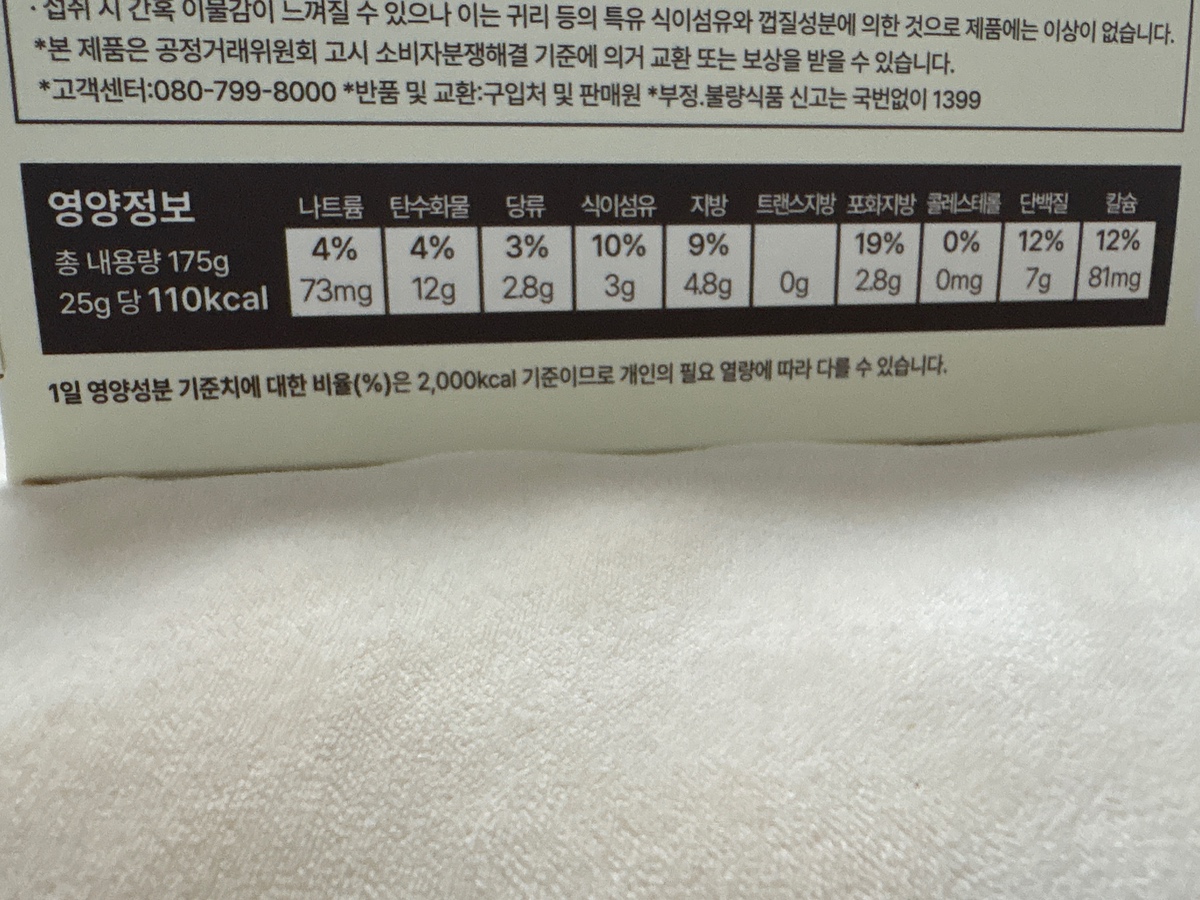 · 섭취 시 간혹 이물감이 느껴질 수 있으나 이는 귀리 등의 특유 식이섬유와 껍질성분에 의한 것으로 제품에는 이상이 없습니다.
*본 제품은 공정거래위원회 고시 소비자분쟁해결 기준에 의거 교환 또는 보상을 받을 수 있습니다.
*고객센터:080-799-8000 *반품 및 교환:구입처 및 판매원 *부정.불량식품 신고는 국번없이 1399
영양정보
총 내용량 175g
25g 당 110kcal
나트륨 탄수화물 당류 식이섬유 지방 트랜스지방 포화지방 콜레스테롤 단백질 칼슘
4% 4% 3% 10% 9% 19% 0% 12% 12%
73mg 12g 2.8g 3g 4.8g 0g 2.8g 0mg 7g 81mg
1일 영양성분 기준치에 대한 비율(%)은 2,000kcal 기준이므로 개인의 필요 열량에 따라 다를 수 있습니다.